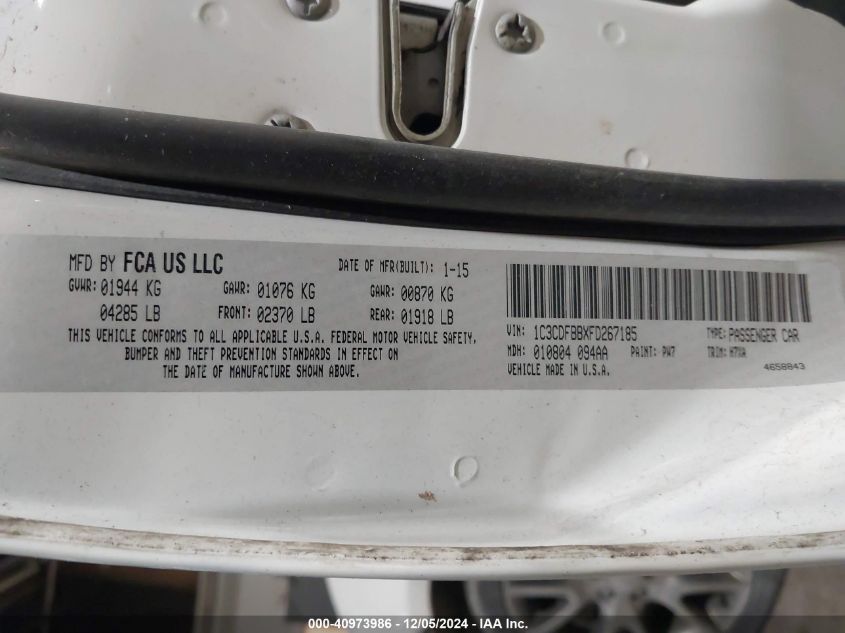 MFD BY FCA US LLC DATE OF MFR(BUILT): 1-15
GVWR: 01944 KG GAWR: 01076 KG GAWR: 00870 KG
04285 LB FRONT: 02370 LB REAR: 01918 LB
THIS VEHICLE CONFORMS TO ALL APPLICABLE U.S.A. FEDERAL MOTOR VEHICLE SAFETY,
BUMPER AND THEFT PREVENTION STANDARDS IN EFFECT ON
THE DATE OF MANUFACTURE SHOWN ABOVE.
VIN: 1C3CDFBBXFD267185 TYPE: PASSENGER CAR
MDH: 010804 094AA PAINT: PW7 TRIM:
VEHICLE MADE IN U.S.A. 4658843
000-40973986 - 12/05/2024 - IAA Inc.